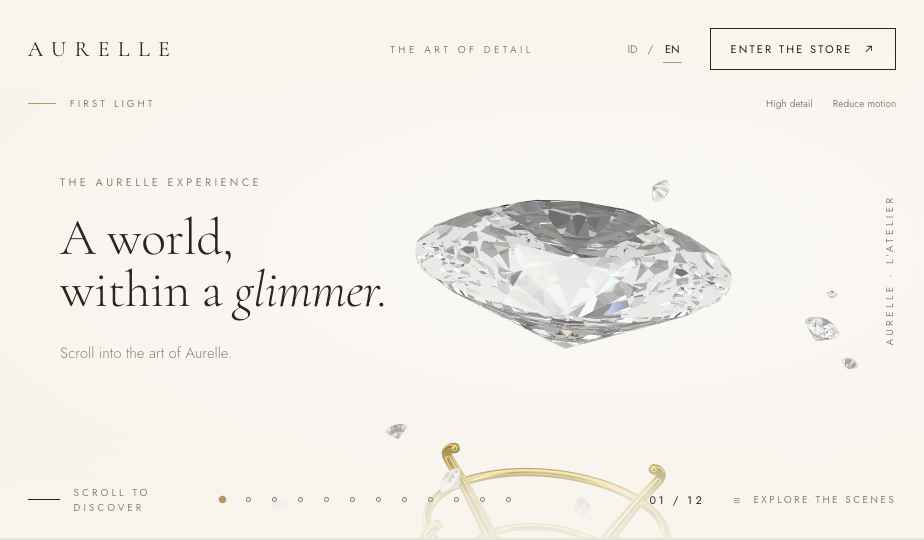 AURELLE
THE ART OF DETAIL
ID / EN
ENTER THE STORE ↗
FIRST LIGHT
High detail
Reduce motion
THE AURELLE EXPERIENCE
A world,
within a glimmer.
Scroll into the art of Aurelle.
AURELLE · L'ATELIER
SCROLL TO
DISCOVER
01 / 12
≡ EXPLORE THE SCENES